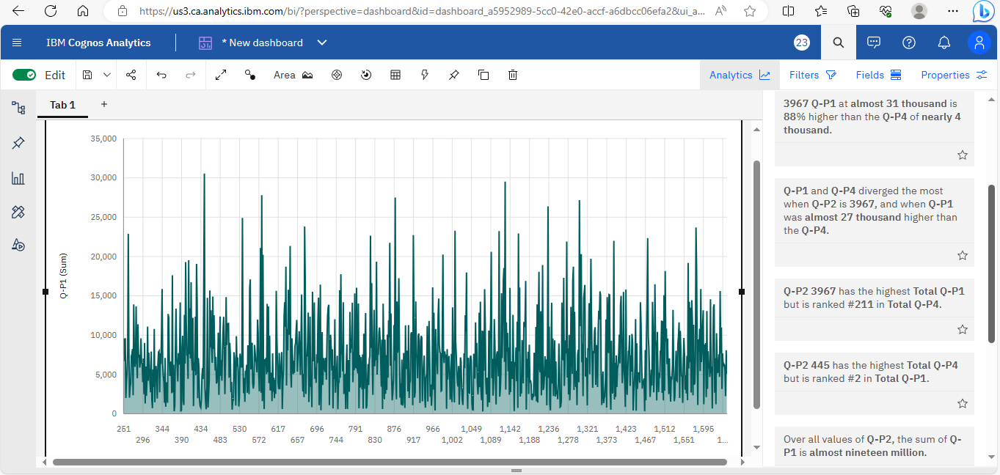 https://us3.ca.analytics.ibm.com/bi/?perspective=dashboard&id=dashboard_a5952989-5cc0-42e0-accf-a6dbcc06efa2&ui_a...
IBM Cognos Analytics
* New dashboard
23
Edit
Area
Analytics
Filters
Fields
Properties
Tab 1
+
Q-P1 (Sum)
35,000
30,000
25,000
20,000
15,000
10,000
5,000
0
251 344 434 530 617 696 791 876 966 1,049 1,142 1,236 1,321 1,423 1,512 1,595
296 390 483 572 657 744 830 917 1,002 1,089 1,188 1,278 1,373 1,467 1,551 1...
3967 Q-P1 at almost 31 thousand is
88% higher than the Q-P4 of nearly 4
thousand.
Q-P1 and Q-P4 diverged the most
when Q-P2 is 3967, and when Q-P1
was almost 27 thousand higher than
the Q-P4.
Q-P2 3967 has the highest Total Q-P1
but is ranked #211 in Total Q-P4.
Q-P2 445 has the highest Total Q-P4
but is ranked #2 in Total Q-P1.
Over all values of Q-P2, the sum of Q-
P1 is almost nineteen million.